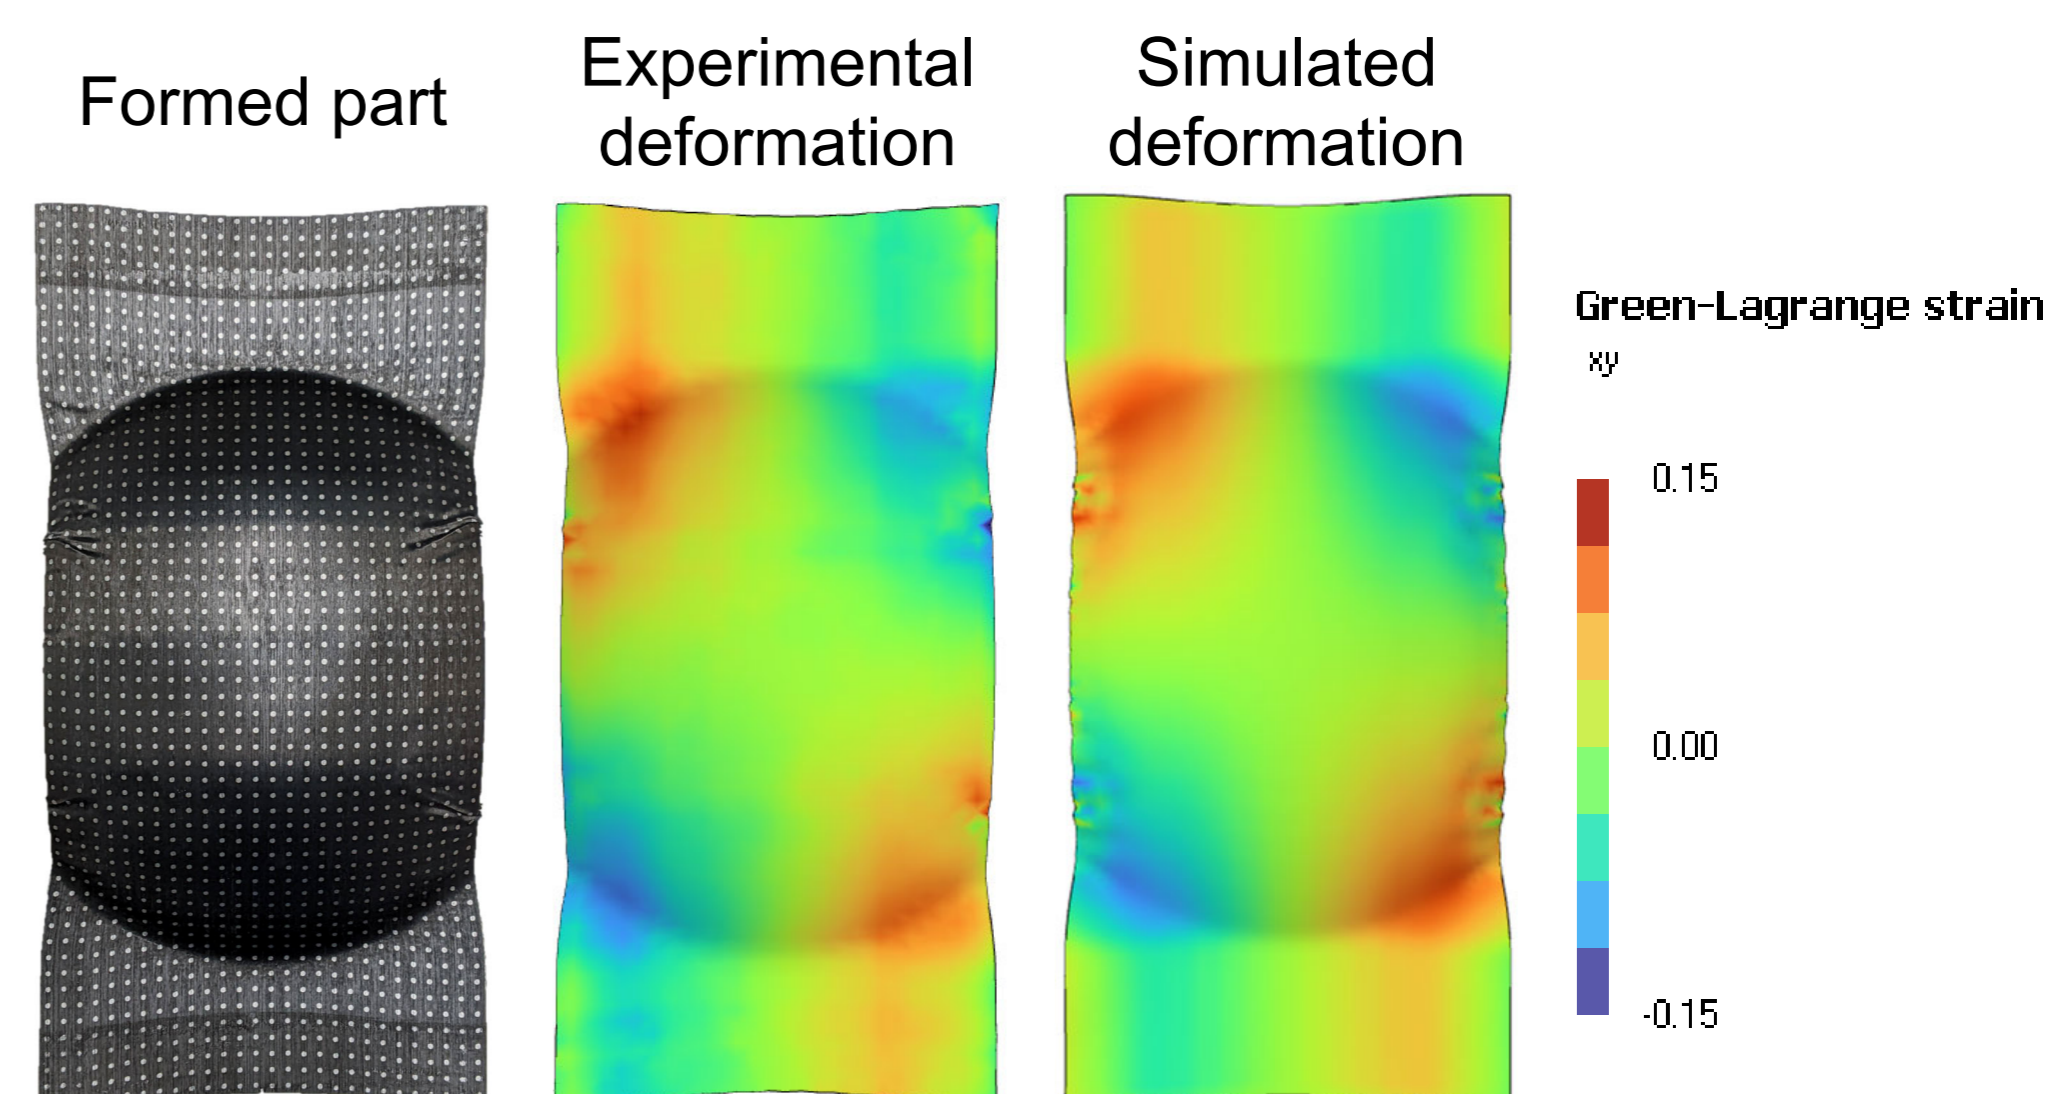 Formed part
Experimental
deformation
Simulated
deformation
Green-Lagrange strain
xy
0.15
0.00
-0.15